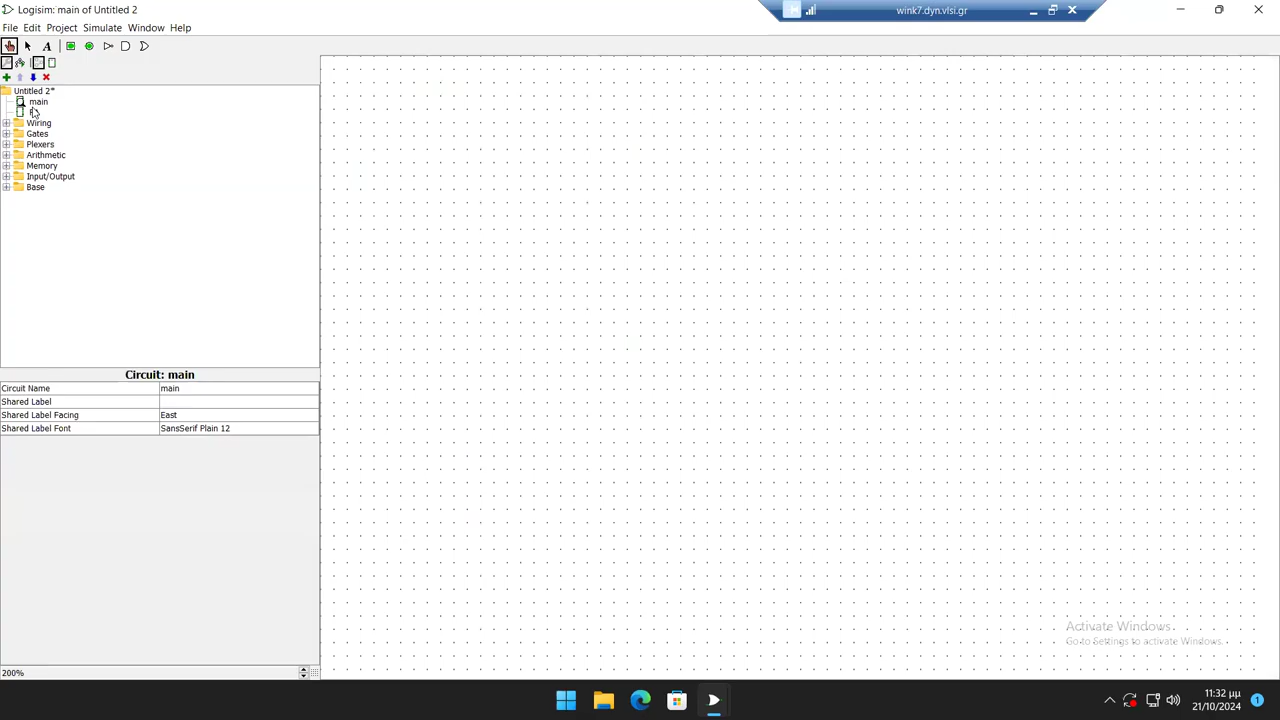 Logisim: main of Untitled 2
wink7.dyn.vlsi.gr
File Edit Project Simulate Window Help
A
Untitled 2*
main
Wiring
Gates
Plexers
Arithmetic
Memory
Input/Output
Base
Circuit: main
Circuit Name main
Shared Label
Shared Label Facing East
Shared Label Font SansSerif Plain 12
Activate Windows
Go to Settings to activate Windows.
200%
11:32 μμ
21/10/2024
1